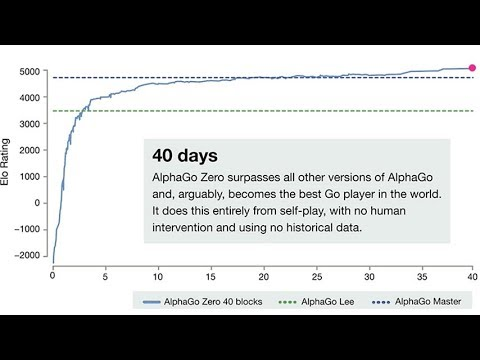 5000
4000
3000
2000
1000
0
−1000
−2000
Elo Rating
40 days
AlphaGo Zero surpasses all other versions of AlphaGo
and, arguably, becomes the best Go player in the world.
It does this entirely from self-play, with no human
intervention and using no historical data.
0 5 10 15 20 25 30 35 40
AlphaGo Zero 40 blocks AlphaGo Lee AlphaGo Master